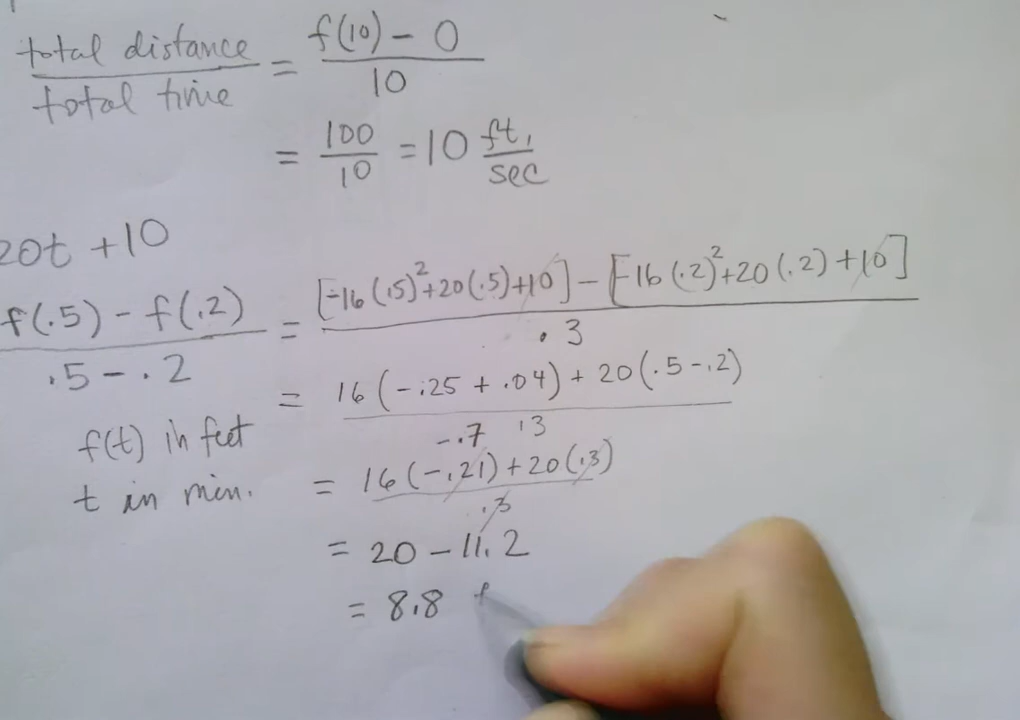 total distance / total time = f(10) - 0 / 10
= 100 / 10 = 10 ft. / sec
20t + 10
f(.5) - f(.2) / .5 - .2 = [-16(.5)²+20(.5)+10] - [-16(.2)²+20(.2)+10] / .3
= 16(-.25 + .04) + 20(.5-.2) / .3
f(t) in feet
= 16(-.21) + 20(.3) / .3
t in min.
= 20 - 11.2
= 8.8 f